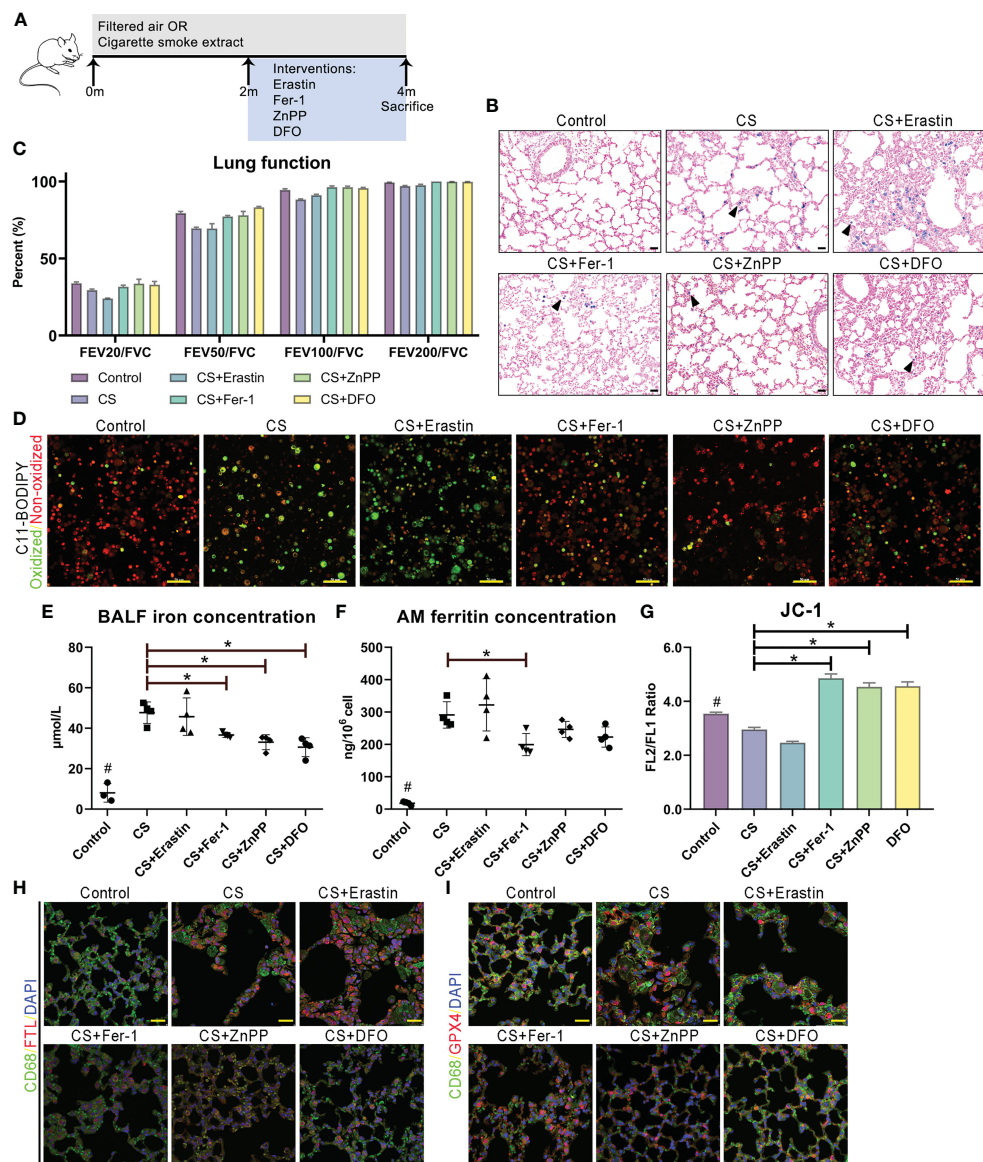 A
Filtered air OR
Cigarette smoke extract
0m
2m
4m
Sacrifice
Interventions:
Erastin
Fer-1
ZnPP
DFO
B
Control
CS
CS+Erastin
CS+Fer-1
CS+ZnPP
CS+DFO
C
Lung function
Percent (%)
100
50
0
FEV20/FVC
FEV50/FVC
FEV100/FVC
FEV200/FVC
Control
CS+Erastin
CS+ZnPP
CS
CS+Fer-1
CS+DFO
D
Control
CS
CS+Erastin
CS+Fer-1
CS+ZnPP
CS+DFO
C11-BODIPY
Oxidized/Non-oxidized
E
BALF iron concentration
µmol/L
80
60
40
20
0
#
*
*
*
Control
CS
CS+Erastin
CS+Fer-1
CS+ZnPP
CS+DFO
F
AM ferritin concentration
ng/10⁶ cell
500
400
300
200
100
0
#
*
Control
CS
CS+Erastin
CS+Fer-1
CS+ZnPP
CS+DFO
G
JC-1
FL2/FL1 Ratio
6.0
4.0
2.0
0.0
#
*
*
*
Control
CS
CS+Erastin
CS+Fer-1
CS+ZnPP
DFO
H
Control
CS
CS+Erastin
CS+Fer-1
CS+ZnPP
CS+DFO
CD68/FTL/DAPI
I
Control
CS
CS+Erastin
CS+Fer-1
CS+ZnPP
CS+DFO
CD68/GPX4/DAPI